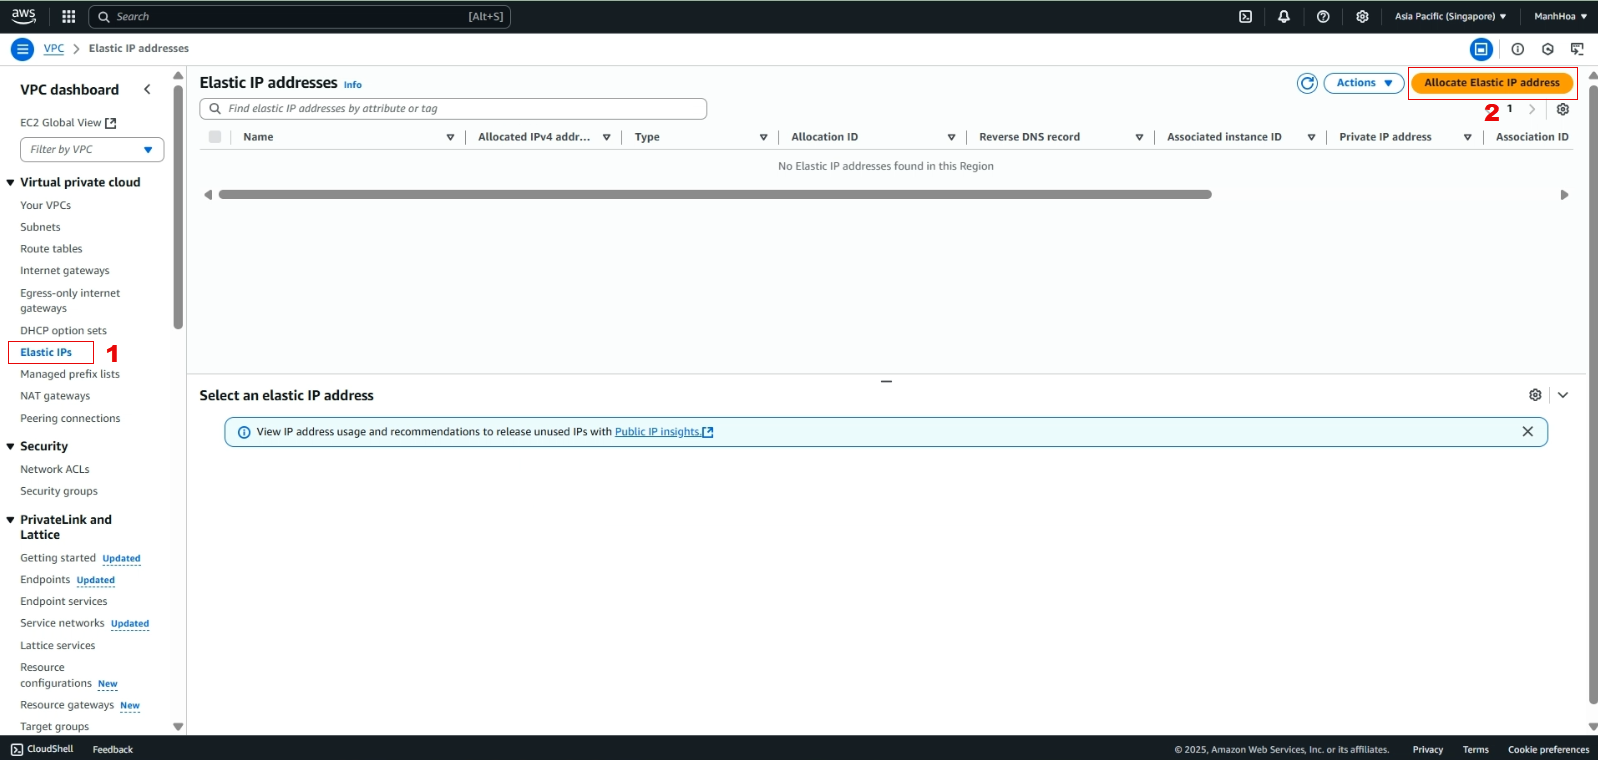 aws
Search [Alt+S]
Asia Pacific (Singapore)
ManhHoa
VPC
Elastic IP addresses
VPC dashboard
EC2 Global View
Filter by VPC
Virtual private cloud
Your VPCs
Subnets
Route tables
Internet gateways
Egress-only internet
gateways
DHCP option sets
Elastic IPs
1
Managed prefix lists
NAT gateways
Peering connections
Security
Network ACLs
Security groups
PrivateLink and
Lattice
Getting started Updated
Endpoints Updated
Endpoint services
Service networks Updated
Lattice services
Resource
configurations New
Resource gateways New
Target groups
Elastic IP addresses Info
Actions
Allocate Elastic IP address
Find elastic IP addresses by attribute or tag
2
1
Name
Allocated IPv4 addr...
Type
Allocation ID
Reverse DNS record
Associated instance ID
Private IP address
Association ID
No Elastic IP addresses found in this Region
Select an elastic IP address
View IP address usage and recommendations to release unused IPs with Public IP insights.
CloudShell
Feedback
© 2025, Amazon Web Services, Inc. or its affiliates.
Privacy
Terms
Cookie preferences